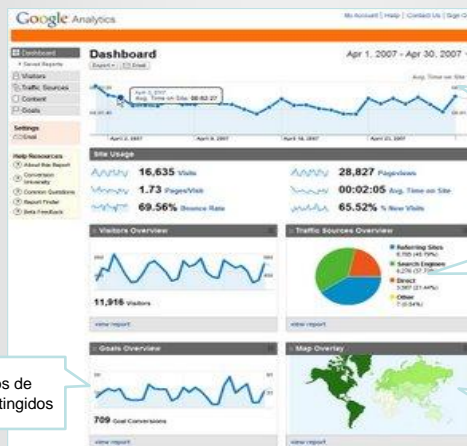 Google Analytics
My Account | Help | Contact Us | Sign O
Dashboard
Saved Reports
Visitors
Traffic Sources
Content
Goals
Settings
Email
Help Resources
About this Report
Conversion University
Common Questions
Report Finder
Beta Feedback
Dashboard
Apr 1, 2007 - Apr 30, 2007
Export
Email
Avg. Time on Site
Avg. Time on Site: 00:02:27
April 2, 2007
April 9, 2007
April 16, 2007
April 23, 2007
Site Usage
16,635 Visits
28,827 Pageviews
1.73 Pages/Visit
00:02:05 Avg. Time on Site
69.56% Bounce Rate
65.52% % New Visits
Visitors Overview
Traffic Sources Overview
Referring Sites
Search Engines
Direct
Other
11,916 Visitors
view report
view report
Goals Overview
Map Overlay
os de
tingidos
709 Goal Conversions
view report
view report